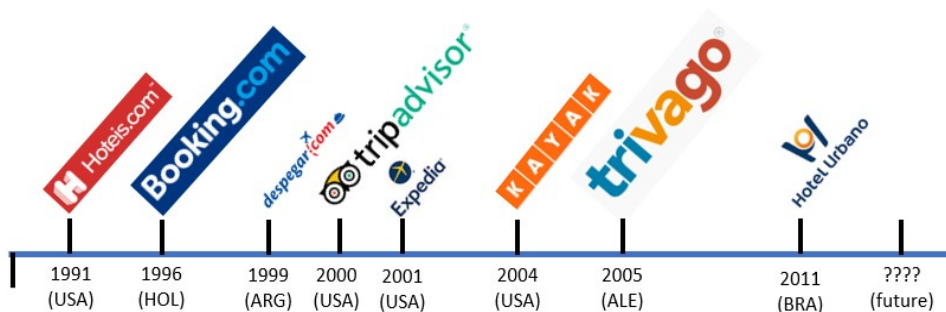 Hoteis.com™
Booking.com
despegar.com
tripadvisor®
Expedia®
KAYAK
trivago®
Hotel Urbano
1991
(USA)
1996
(HOL)
1999
(ARG)
2000
(USA)
2001
(USA)
2004
(USA)
2005
(ALE)
2011
(BRA)
????
(future)